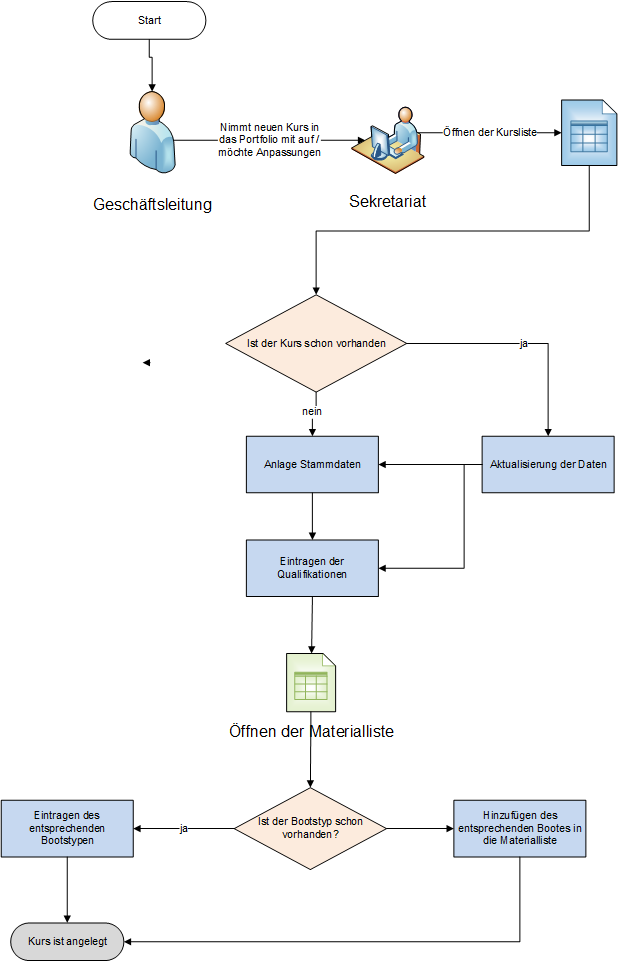 Start
Nimmt neuen Kurs in
das Portfolio mit auf /
möchte Anpassungen
Öffnen der Kursliste
Geschäftsleitung
Sekretariat
Ist der Kurs schon vorhanden
ja
nein
Anlage Stammdaten
Aktualisierung der Daten
Eintragen der
Qualifikationen
Öffnen der Materialliste
Eintragen des
entsprechenden
Bootstypen
ja
Ist der Bootstyp schon
vorhanden?
Hinzufügen des
entsprechenden Bootes in
die Materialliste
Kurs ist angelegt